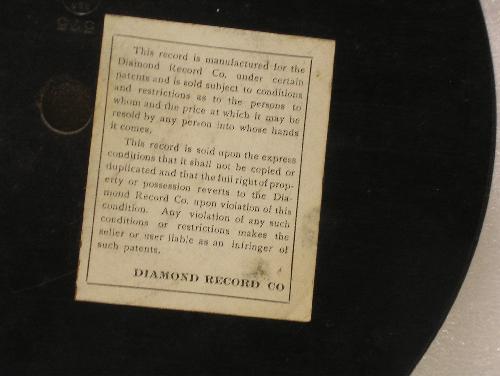 This record is manufactured for the
Diamond Record Co. under certain
patents and is sold subject to conditions
and restrictions as to the persons to
whom and the price at which it may be
resold by any person into whose hands
it comes.
This record is sold upon the express
conditions that it shall not be copied or
duplicated and that the full right of prop-
erty or possession reverts to the Dia-
mond Record Co. upon violation of this
condition. Any violation of any such
conditions or restrictions makes the
seller or user liable as an infringer of
such patents.
DIAMOND RECORD CO